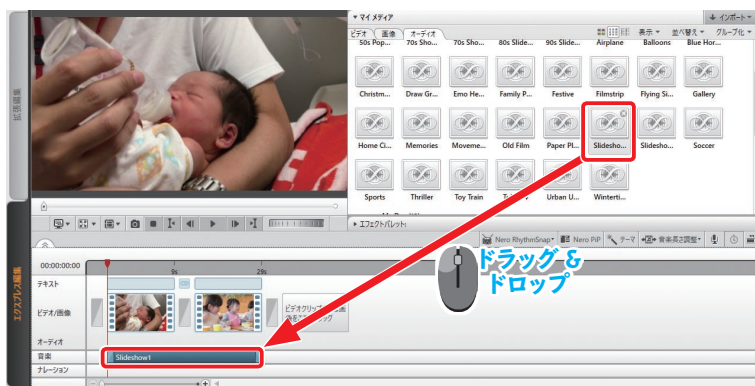 マイ メディア
インポート
ビデオ 画像 オーディオ
表示 並べ替え グループ化
50s Pop... 70s Sho... 70s Sho... 80s Slide... 90s Slide... Airplane Balloons Blue Hor...
Christm... Draw Gr... Emo He... Family P... Festive Filmstrip Flying Si... Gallery
Home Ci... Memories Moveme... Old Film Paper Pl... Slidesho... Slidesho... Soccer
Sports Thriller Toy Train Urban U... Winterti...
拡張編集
エフェクトパレット:
Nero RhythmSnap Nero PiP テーマ 音楽長さ調整
エクスプレス編集
00:00:00:00 9s 29s
ドラッグ &
ドロップ
テキスト
ビデオ/画像
オーディオ
音楽 Slideshow1
ナレーション